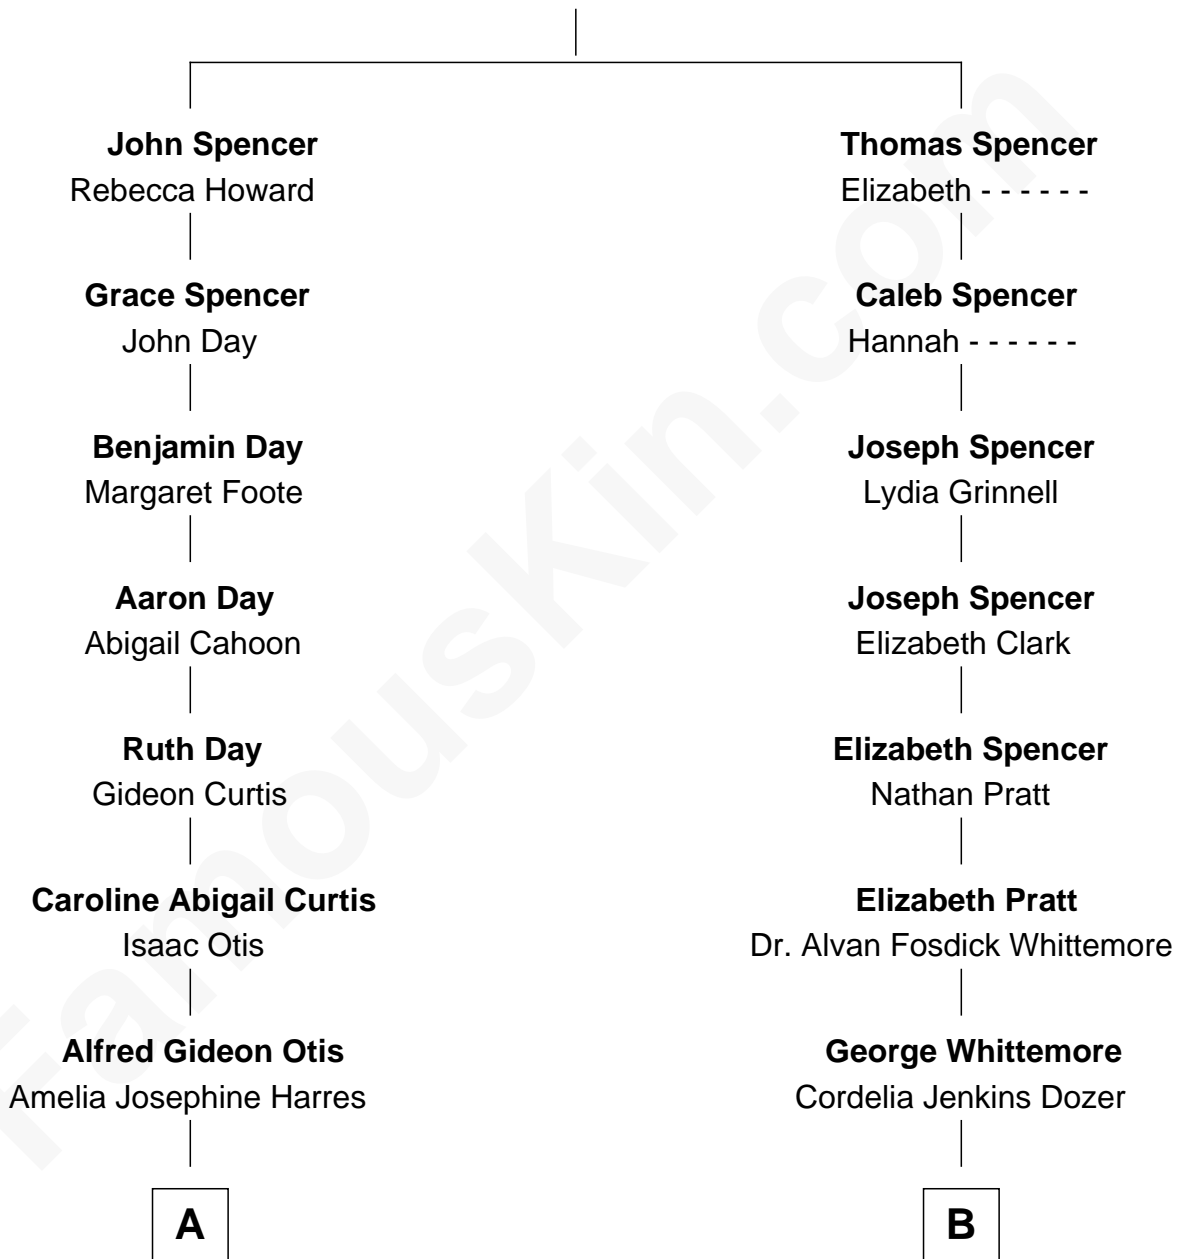 John Spencer
Rebecca Howard
Grace Spencer
John Day
Benjamin Day
Margaret Foote
Aaron Day
Abigail Cahoon
Ruth Day
Gideon Curtis
Caroline Abigail Curtis
Isaac Otis
Alfred Gideon Otis
Amelia Josephine Harres
A
Thomas Spencer
Elizabeth - - - - - -
Caleb Spencer
Hannah - - - - - -
Joseph Spencer
Lydia Grinnell
Joseph Spencer
Elizabeth Clark
Elizabeth Spencer
Nathan Pratt
Elizabeth Pratt
Dr. Alvan Fosdick Whittemore
George Whittemore
Cordelia Jenkins Dozer
B
FamousKin.com